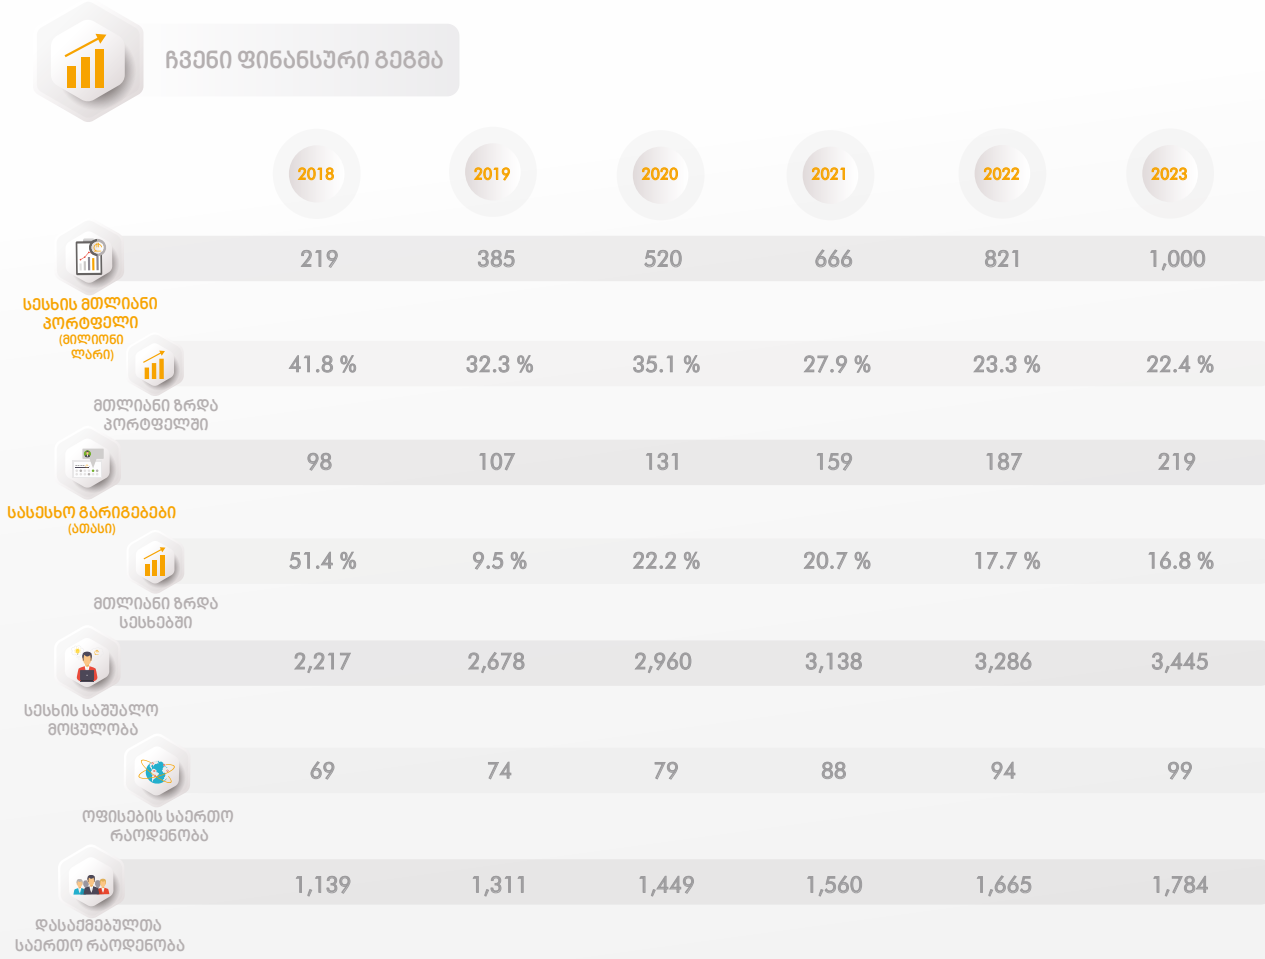 ჩვენი ფინანსური გეგმა
2018 2019 2020 2021 2022 2023
219 385 520 666 821 1,000
სესხის მთლიანი
პორტფელი
(მილიონი
ლარი)
41.8 % 32.3 % 35.1 % 27.9 % 23.3 % 22.4 %
მთლიანი ზრდა
პორტფელში
98 107 131 159 187 219
სასესხო გარიგებები
(ათასი)
51.4 % 9.5 % 22.2 % 20.7 % 17.7 % 16.8 %
მთლიანი ზრდა
სესხებში
2,217 2,678 2,960 3,138 3,286 3,445
სესხის საშუალო
მოცულობა
69 74 79 88 94 99
ოფისების საერთო
რაოდენობა
1,139 1,311 1,449 1,560 1,665 1,784
დასაქმებულთა
საერთო რაოდენობა